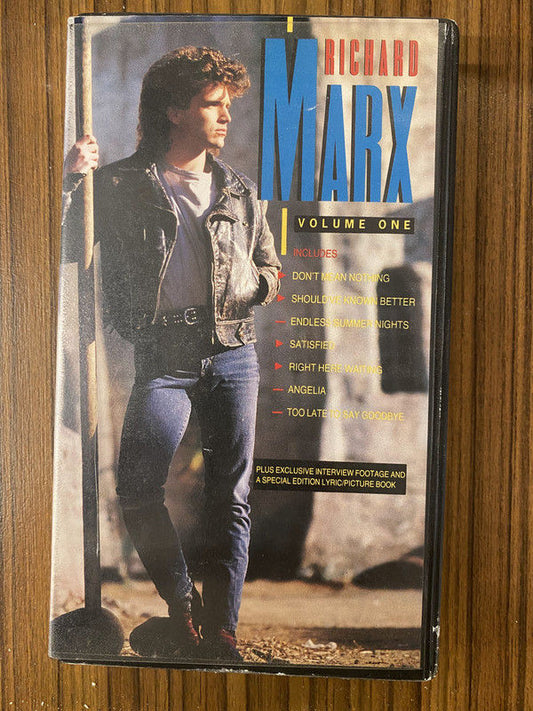 RICHARD
MARX
VOLUME ONE
INCLUDES
DON'T MEAN NOTHING
SHOULD'VE KNOWN BETTER
ENDLESS SUMMER NIGHTS
SATISFIED
RIGHT HERE WAITING
ANGELIA
TOO LATE TO SAY GOODBYE
PLUS EXCLUSIVE INTERVIEW FOOTAGE AND
A SPECIAL EDITION LYRIC/PICTURE BOOK